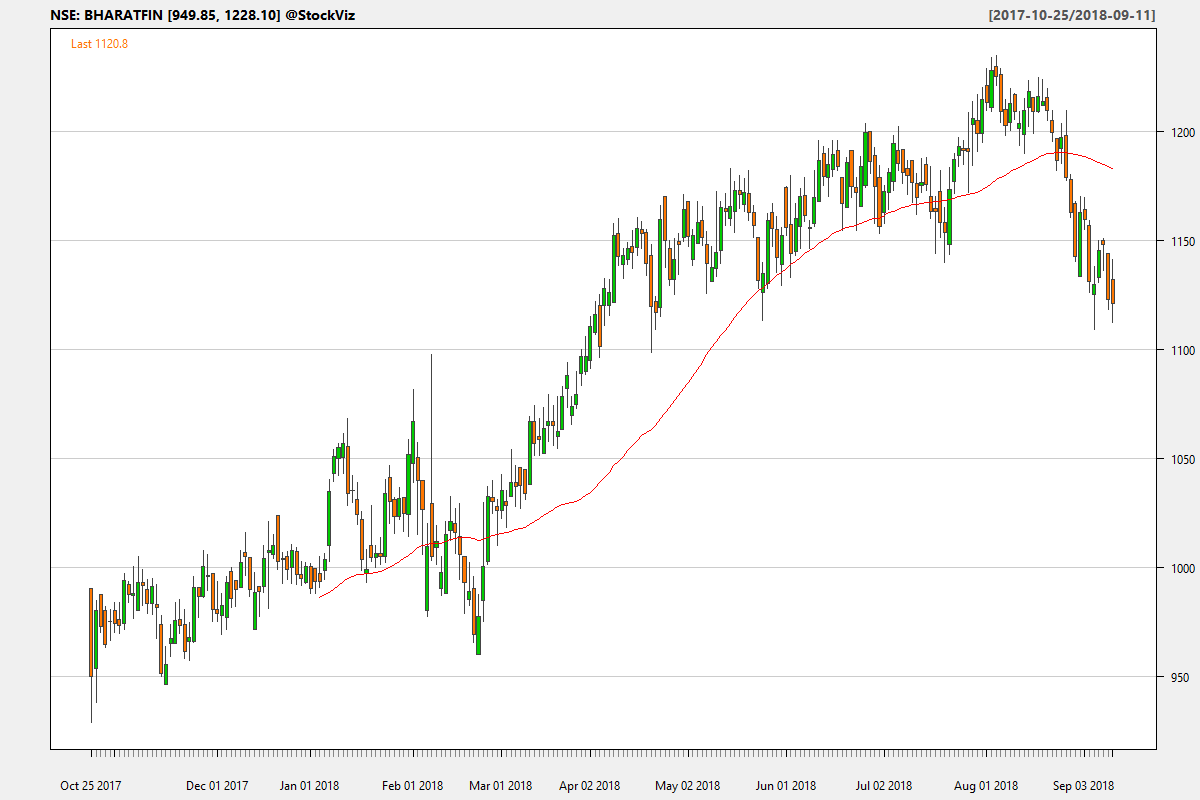 NSE: BHARATFIN [949.85, 1228.10] @StockViz [2017-10-25/2018-09-11]
Last 1120.8
1200
1150
1100
1050
1000
950
Oct 25 2017 Dec 01 2017 Jan 01 2018 Feb 01 2018 Mar 01 2018 Apr 02 2018 May 02 2018 Jun 01 2018 Jul 02 2018 Aug 01 2018 Sep 03 2018